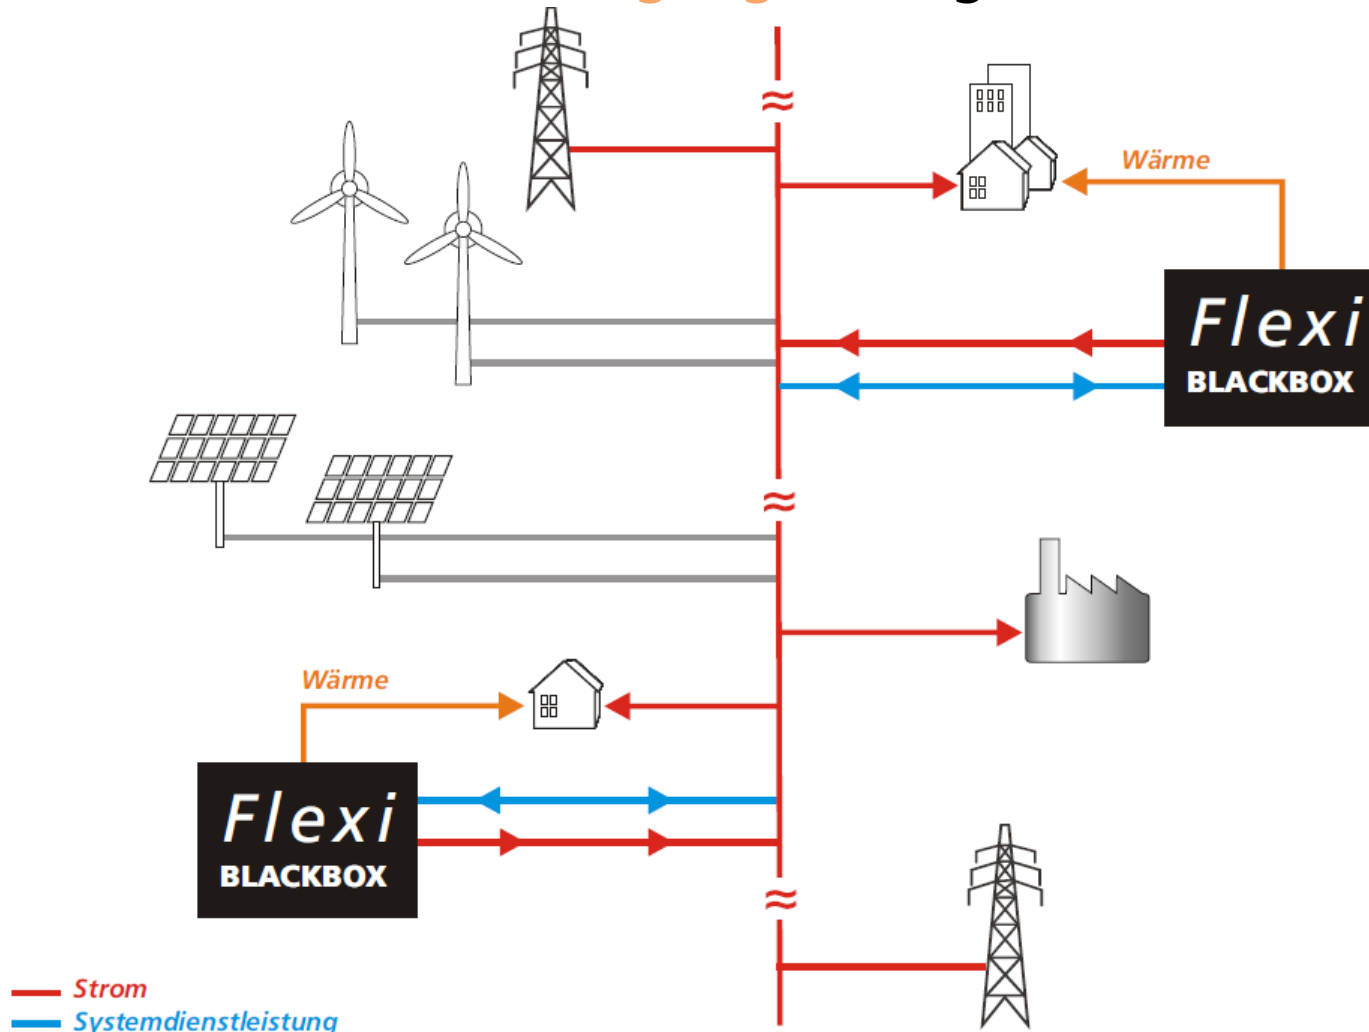 Wärme
Flexi
BLACKBOX
Wärme
Flexi
BLACKBOX
Strom
Systemdienstleistung